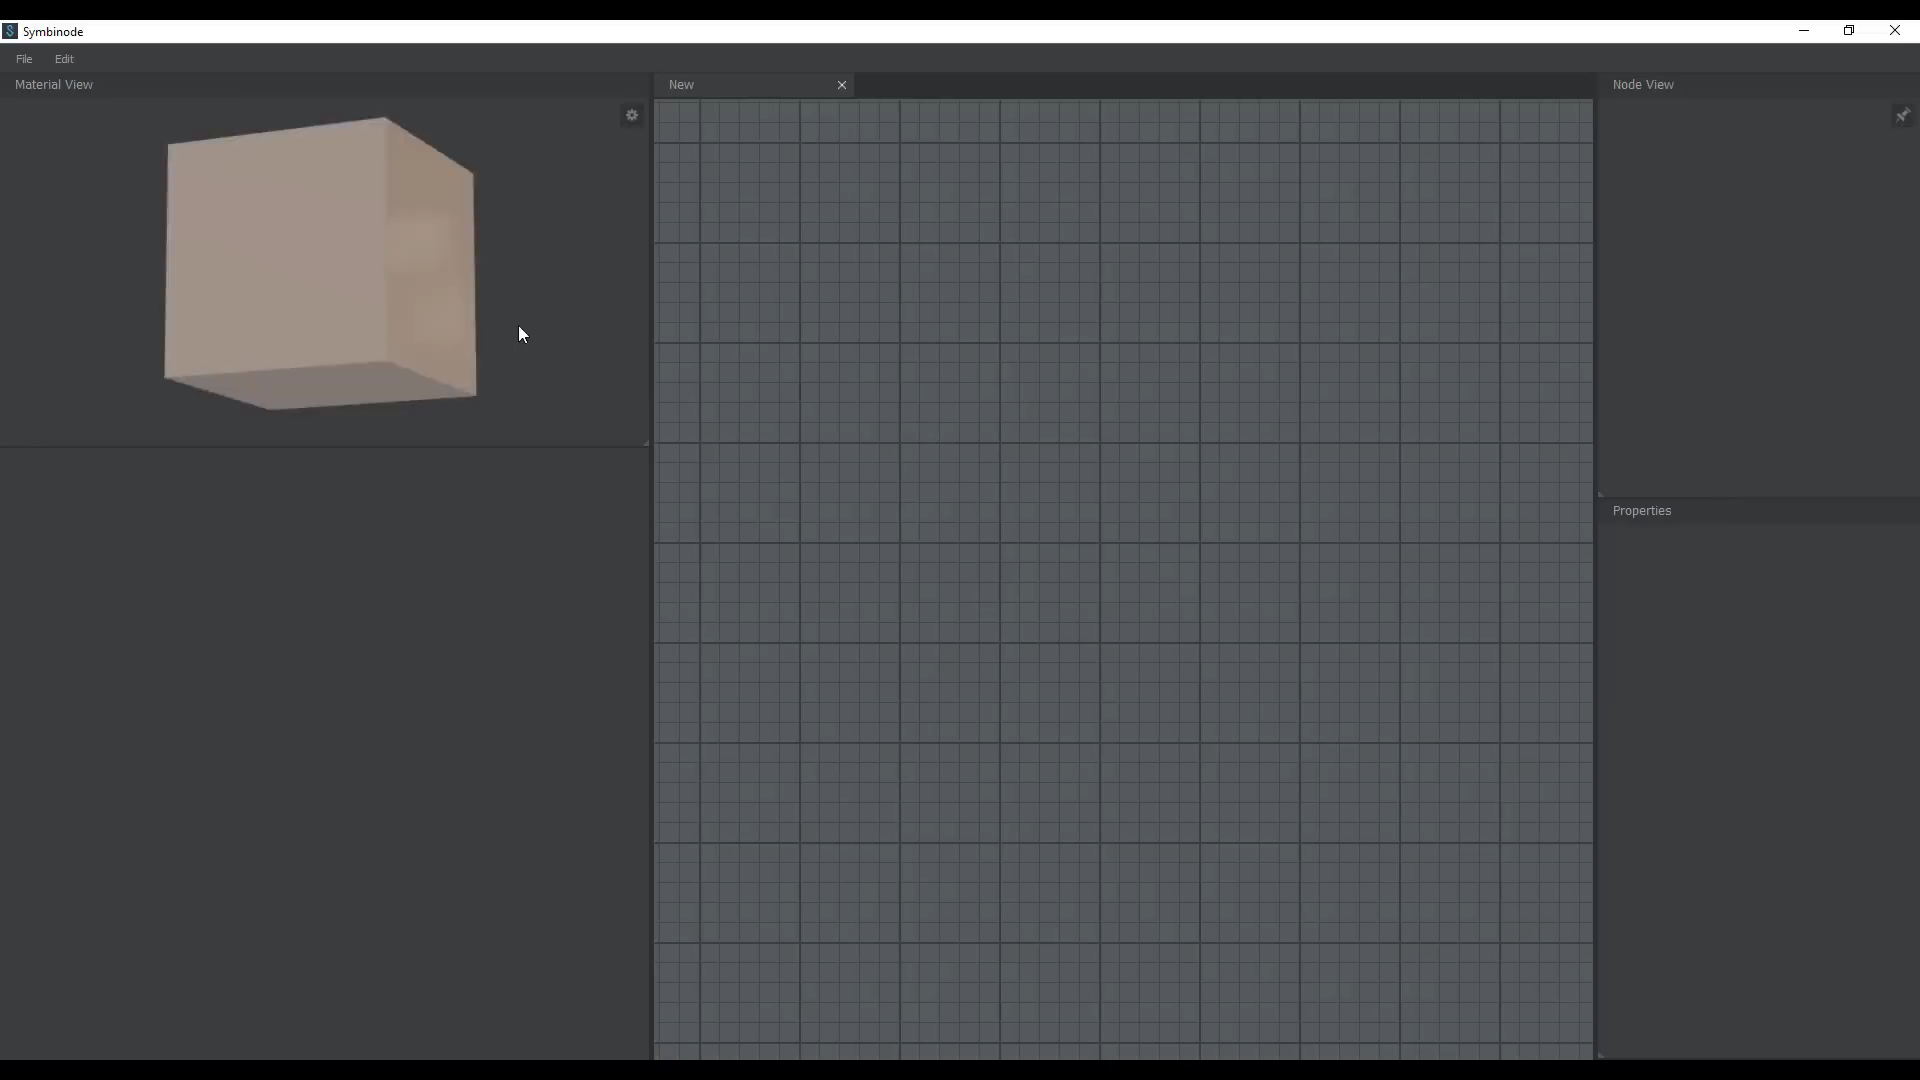 Symbinode
File Edit
Material View
New
Node View
Properties